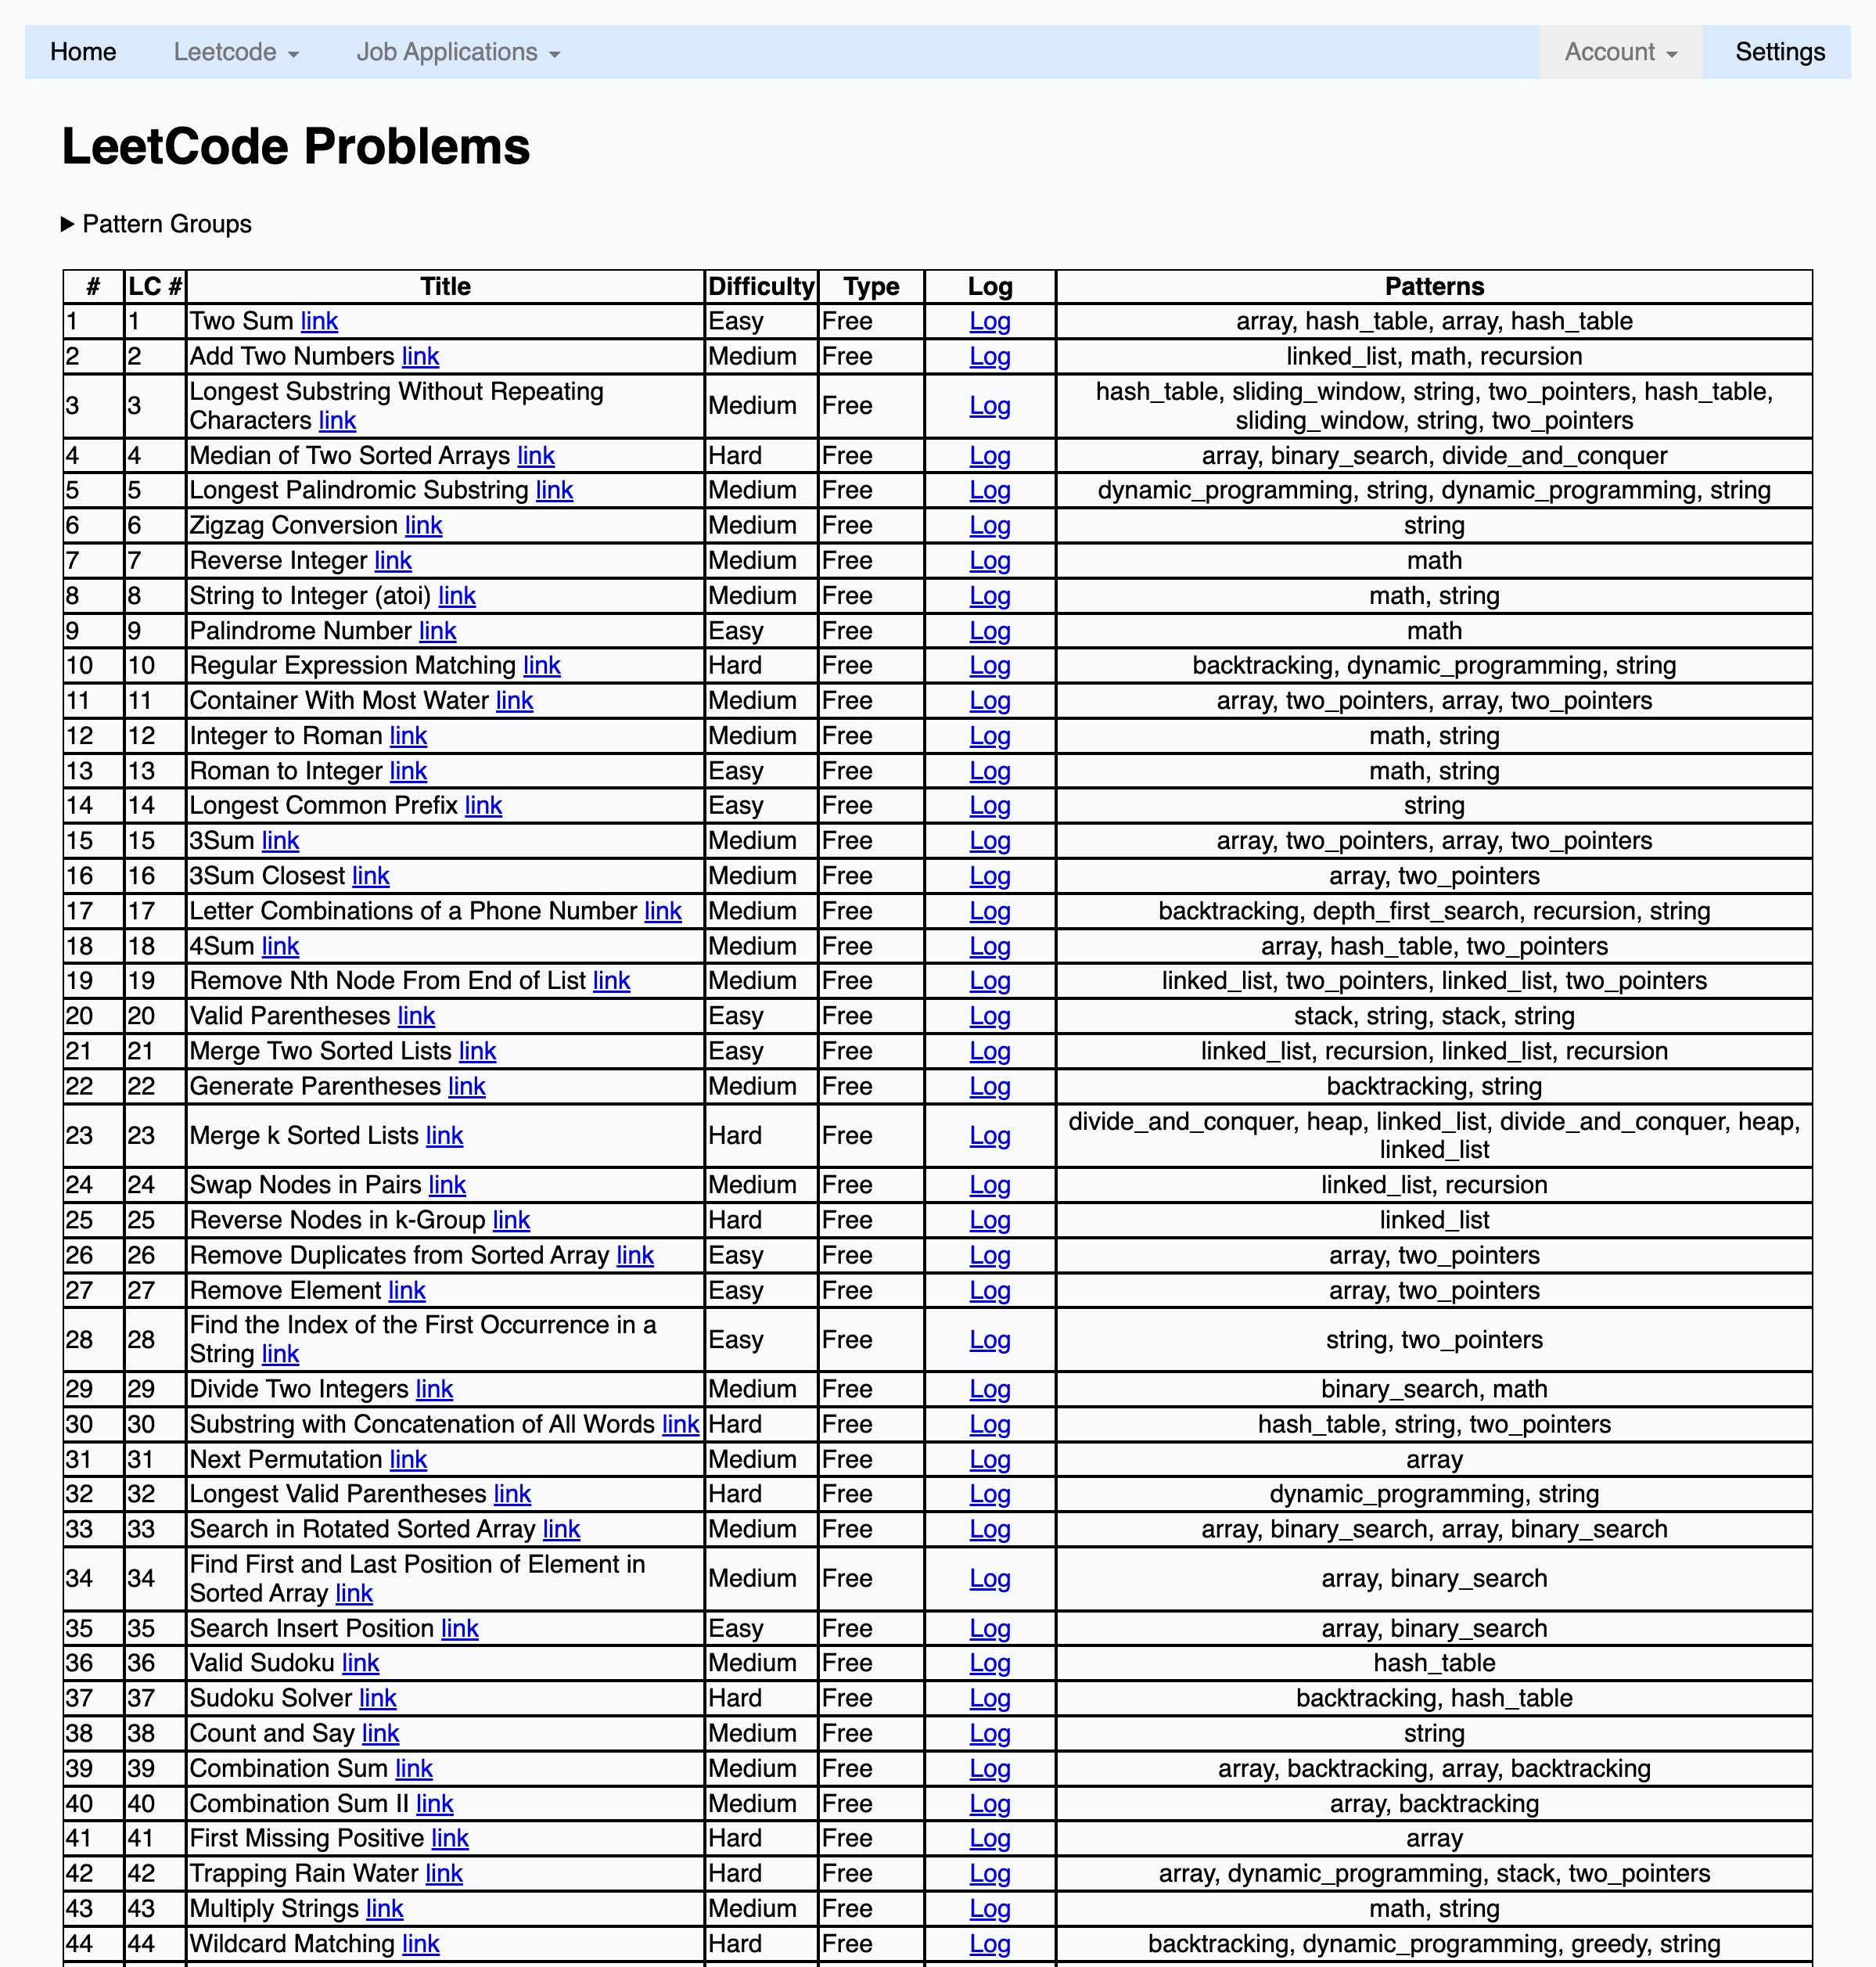 Home Leetcode Job Applications Account Settings
LeetCode Problems
Pattern Groups
# LC # Title Difficulty Type Log Patterns
1 1 Two Sum link Easy Free Log array, hash_table, array, hash_table
2 2 Add Two Numbers link Medium Free Log linked_list, math, recursion
3 3 Longest Substring Without Repeating Characters link Medium Free Log hash_table, sliding_window, string, two_pointers, hash_table, sliding_window, string, two_pointers
4 4 Median of Two Sorted Arrays link Hard Free Log array, binary_search, divide_and_conquer
5 5 Longest Palindromic Substring link Medium Free Log dynamic_programming, string, dynamic_programming, string
6 6 Zigzag Conversion link Medium Free Log string
7 7 Reverse Integer link Medium Free Log math
8 8 String to Integer (atoi) link Medium Free Log math, string
9 9 Palindrome Number link Easy Free Log math
10 10 Regular Expression Matching link Hard Free Log backtracking, dynamic_programming, string
11 11 Container With Most Water link Medium Free Log array, two_pointers, array, two_pointers
12 12 Integer to Roman link Medium Free Log math, string
13 13 Roman to Integer link Easy Free Log math, string
14 14 Longest Common Prefix link Easy Free Log string
15 15 3Sum link Medium Free Log array, two_pointers, array, two_pointers
16 16 3Sum Closest link Medium Free Log array, two_pointers
17 17 Letter Combinations of a Phone Number link Medium Free Log backtracking, depth_first_search, recursion, string
18 18 4Sum link Medium Free Log array, hash_table, two_pointers
19 19 Remove Nth Node From End of List link Medium Free Log linked_list, two_pointers, linked_list, two_pointers
20 20 Valid Parentheses link Easy Free Log stack, string, stack, string
21 21 Merge Two Sorted Lists link Easy Free Log linked_list, recursion, linked_list, recursion
22 22 Generate Parentheses link Medium Free Log backtracking, string
23 23 Merge k Sorted Lists link Hard Free Log divide_and_conquer, heap, linked_list, divide_and_conquer, heap, linked_list
24 24 Swap Nodes in Pairs link Medium Free Log linked_list, recursion
25 25 Reverse Nodes in k-Group link Hard Free Log linked_list
26 26 Remove Duplicates from Sorted Array link Easy Free Log array, two_pointers
27 27 Remove Element link Easy Free Log array, two_pointers
28 28 Find the Index of the First Occurrence in a String link Easy Free Log string, two_pointers
29 29 Divide Two Integers link Medium Free Log binary_search, math
30 30 Substring with Concatenation of All Words link Hard Free Log hash_table, string, two_pointers
31 31 Next Permutation link Medium Free Log array
32 32 Longest Valid Parentheses link Hard Free Log dynamic_programming, string
33 33 Search in Rotated Sorted Array link Medium Free Log array, binary_search, array, binary_search
34 34 Find First and Last Position of Element in Sorted Array link Medium Free Log array, binary_search
35 35 Search Insert Position link Easy Free Log array, binary_search
36 36 Valid Sudoku link Medium Free Log hash_table
37 37 Sudoku Solver link Hard Free Log backtracking, hash_table
38 38 Count and Say link Medium Free Log string
39 39 Combination Sum link Medium Free Log array, backtracking, array, backtracking
40 40 Combination Sum II link Medium Free Log array, backtracking
41 41 First Missing Positive link Hard Free Log array
42 42 Trapping Rain Water link Hard Free Log array, dynamic_programming, stack, two_pointers
43 43 Multiply Strings link Medium Free Log math, string
44 44 Wildcard Matching link Hard Free Log backtracking, dynamic_programming, greedy, string